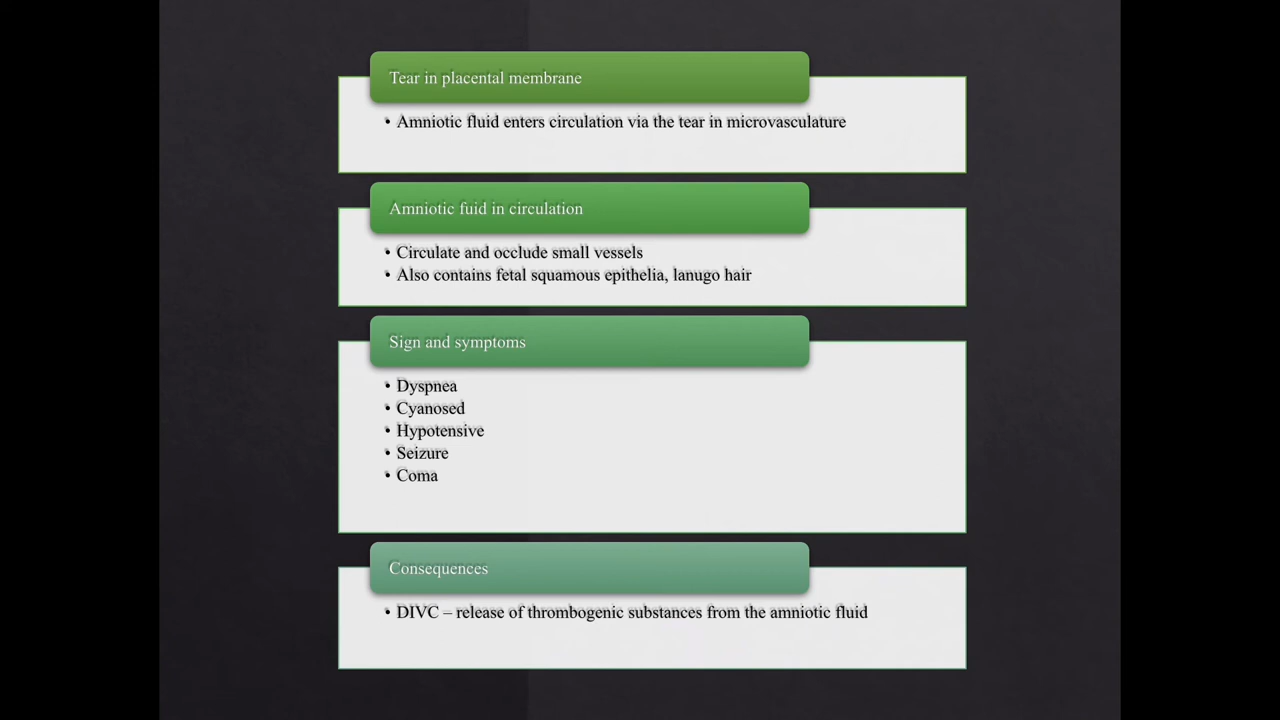 Tear in placental membrane
• Amniotic fluid enters circulation via the tear in microvasculature
Amniotic fuid in circulation
• Circulate and occlude small vessels
• Also contains fetal squamous epithelia, lanugo hair
Sign and symptoms
• Dyspnea
• Cyanosed
• Hypotensive
• Seizure
• Coma
Consequences
• DIVC – release of thrombogenic substances from the amniotic fluid